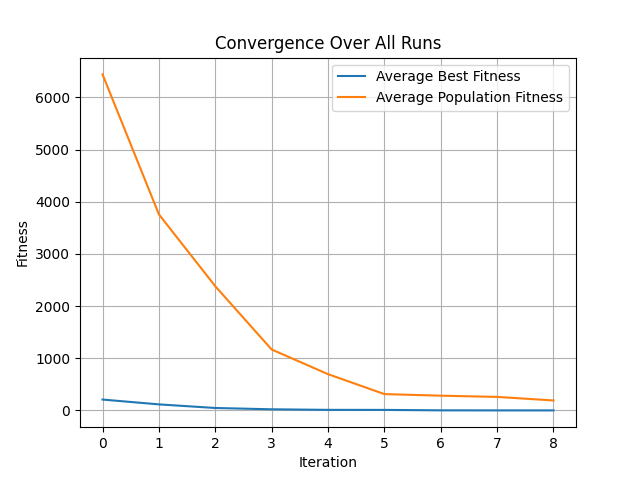 Convergence Over All Runs
Average Best Fitness
Average Population Fitness
6000
5000
4000
3000
2000
1000
0
Fitness
0 1 2 3 4 5 6 7 8
Iteration